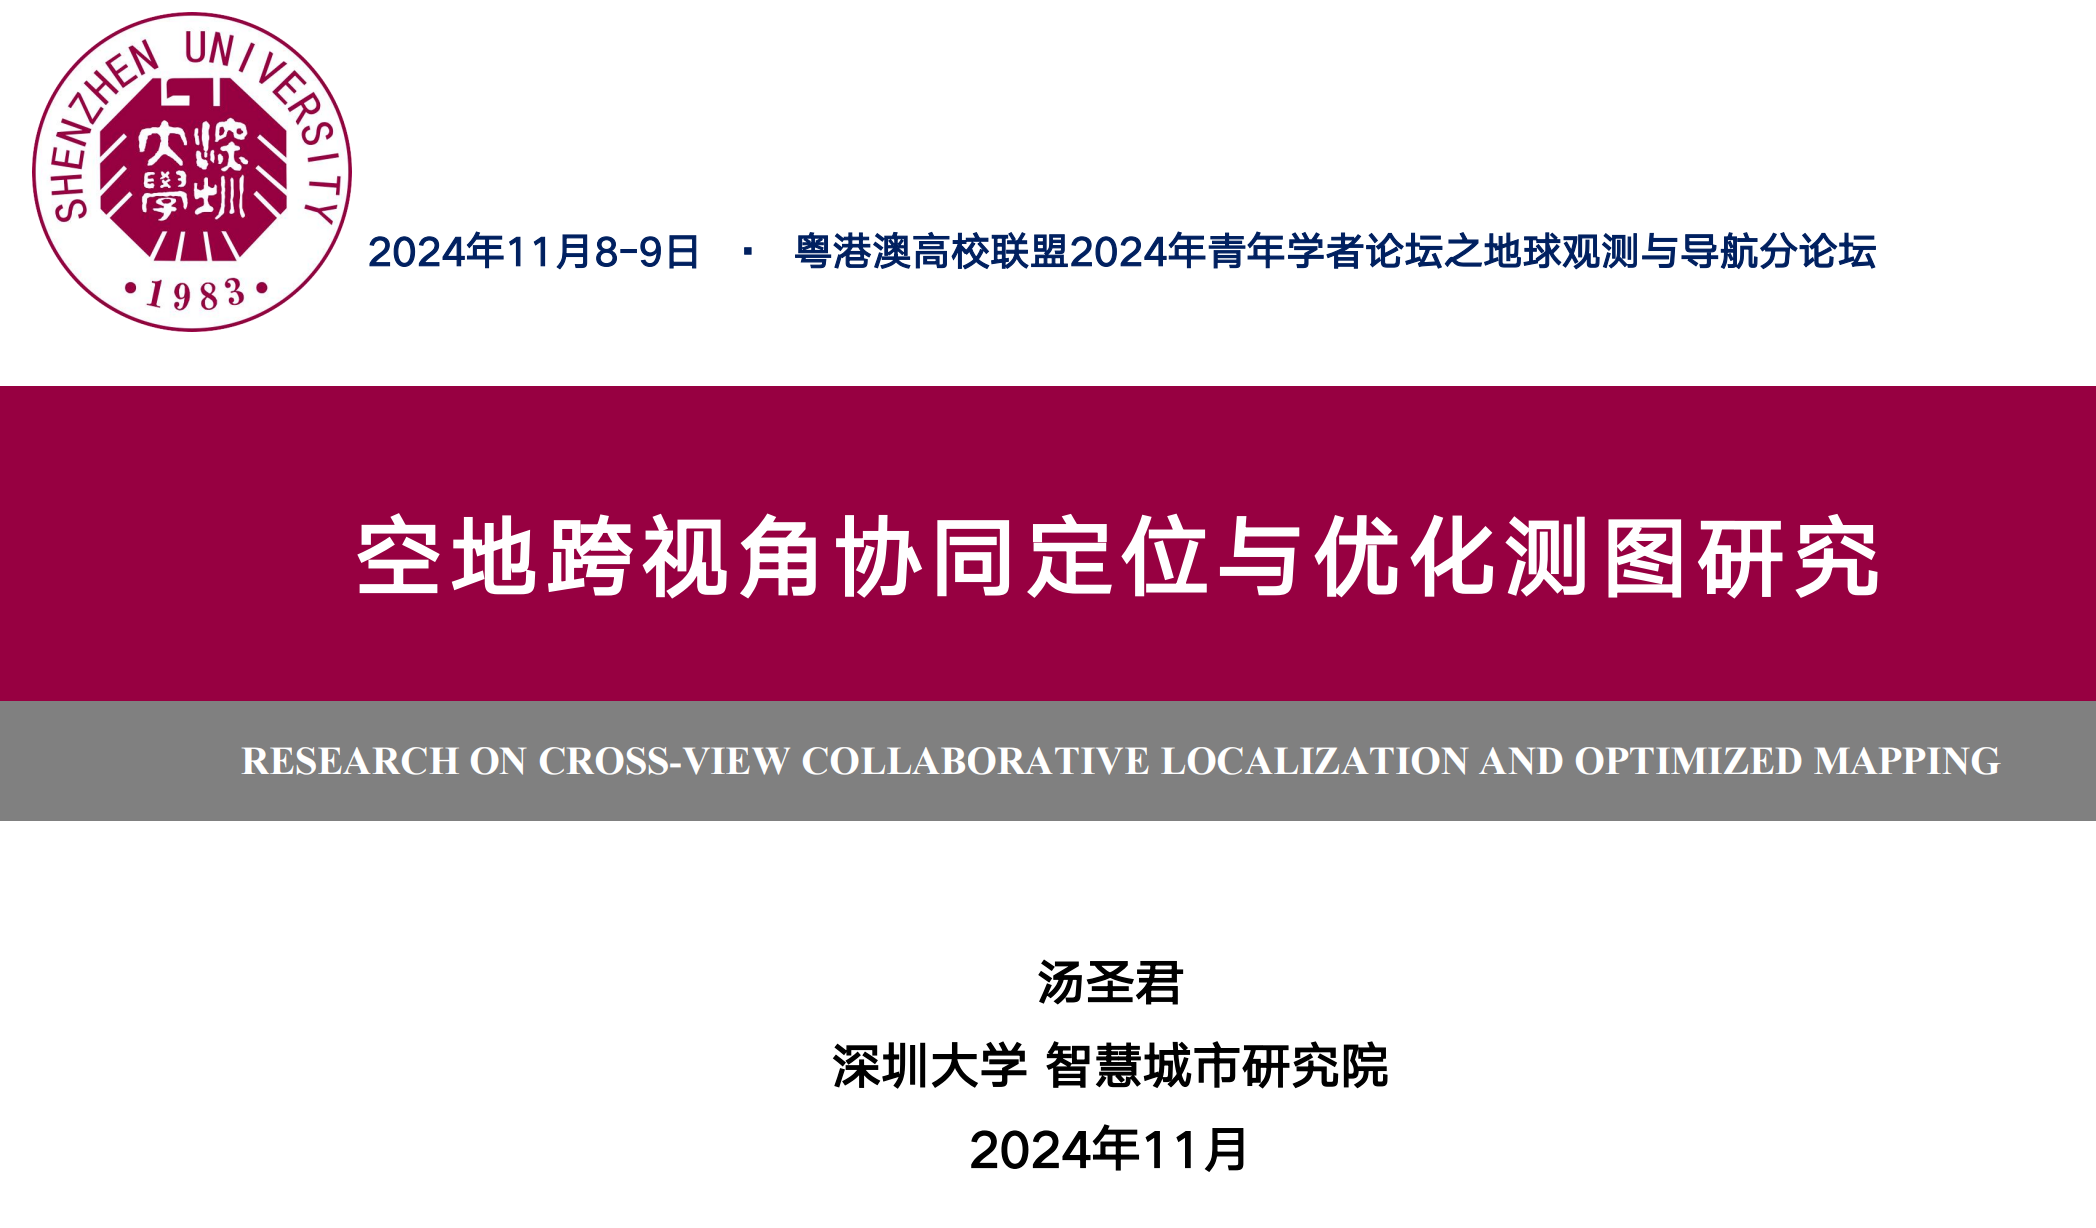 SHENZHEN UNIVERSITY
深圳
大學
•1983•
2024年11月8-9日 · 粤港澳高校联盟2024年青年学者论坛之地球观测与导航分论坛
空地跨视角协同定位与优化测图研究
RESEARCH ON CROSS-VIEW COLLABORATIVE LOCALIZATION AND OPTIMIZED MAPPING
汤圣君
深圳大学 智慧城市研究院
2024年11月